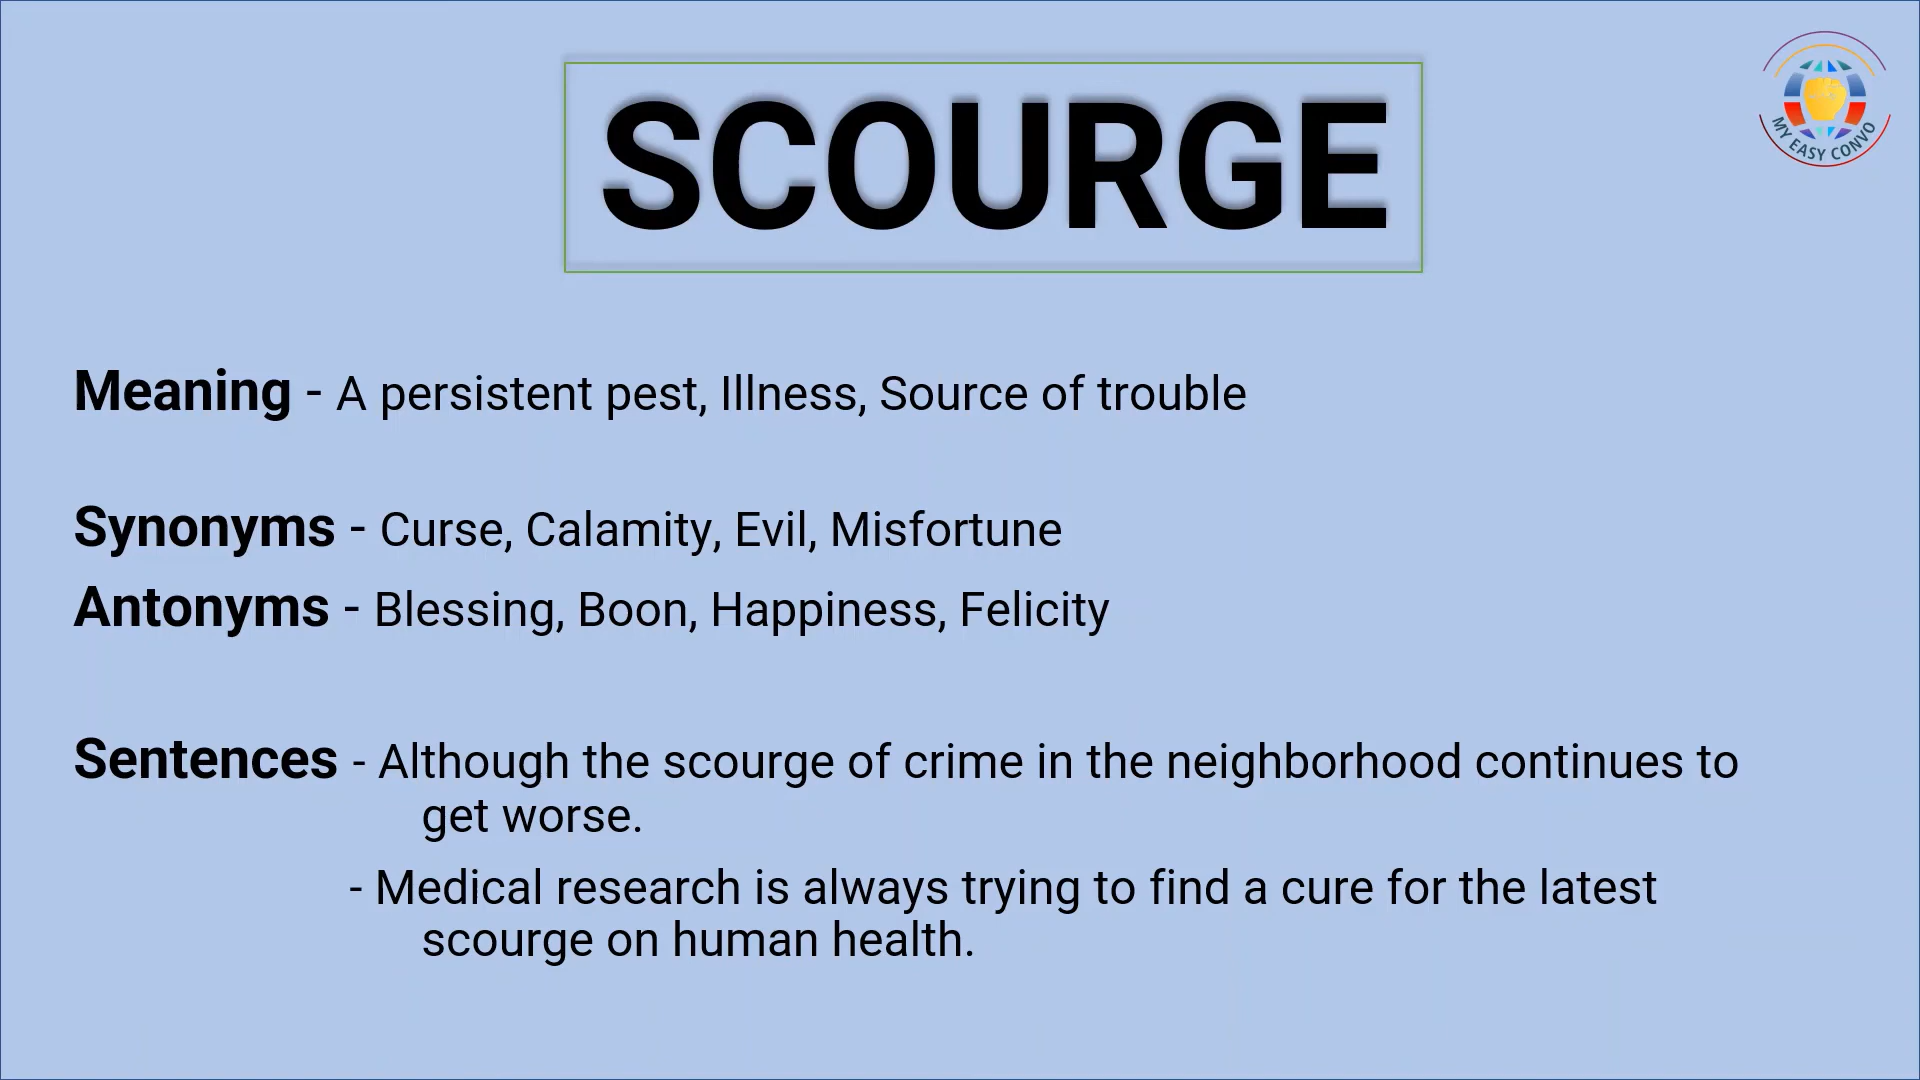 SCOURGE
MY EASY CONVO
Meaning - A persistent pest, Illness, Source of trouble
Synonyms - Curse, Calamity, Evil, Misfortune
Antonyms - Blessing, Boon, Happiness, Felicity
Sentences - Although the scourge of crime in the neighborhood continues to
get worse.
- Medical research is always trying to find a cure for the latest
scourge on human health.